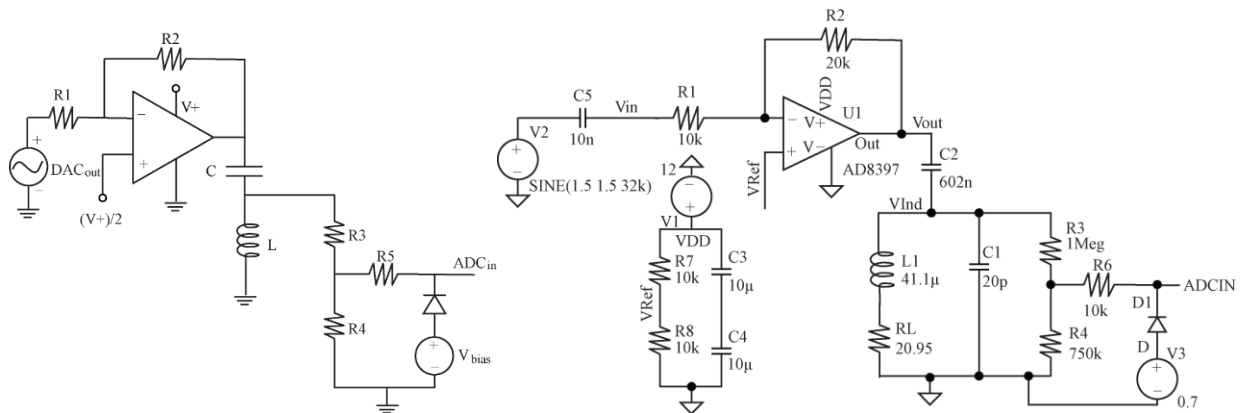 R2
R1
V+
−
+
DACout
+
−
(V+)/2
C
L
R3
R5
ADCin
R4
+
−
Vbias
R2
20k
C5
10n
Vin
R1
10k
V2
+
−
SINE(1.5 1.5 32k)
VDD
U1
− V+
+ V−
Out
AD8397
VRef
Vout
C2
602n
12
−
+
V1
VDD
R7
10k
C3
10µ
VRef
R8
10k
C4
10µ
VInd
L1
41.1µ
RL
20.95
C1
20p
R3
1Meg
R6
10k
ADCIN
D1
D
R4
750k
V3
+
−
0.7